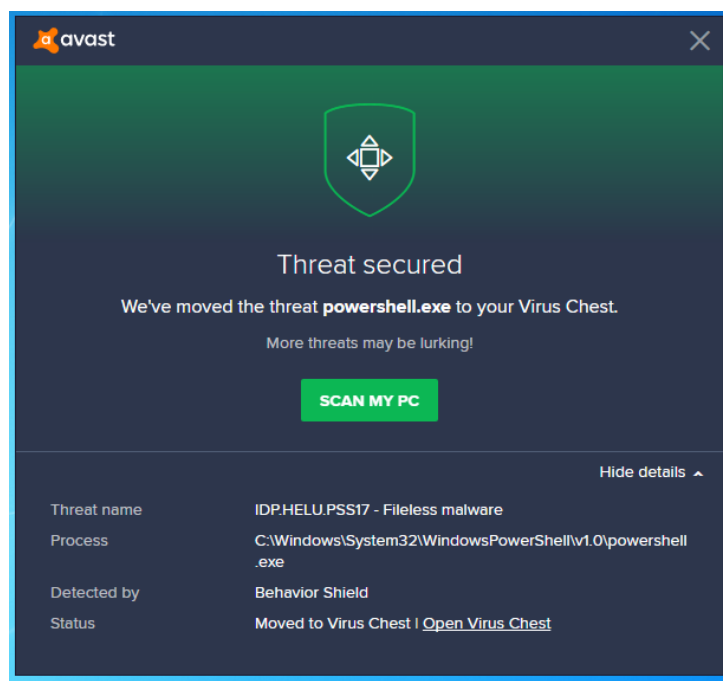 avast
Threat secured
We've moved the threat powershell.exe to your Virus Chest.
More threats may be lurking!
SCAN MY PC
Hide details
Threat name IDP.HELU.PSS17 - Fileless malware
Process C:\Windows\System32\WindowsPowerShell\v1.0\powershell
.exe
Detected by Behavior Shield
Status Moved to Virus Chest | Open Virus Chest